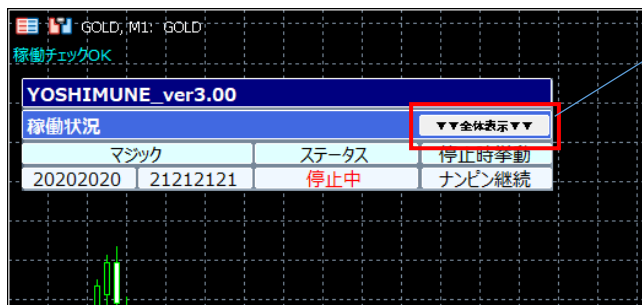 GOLD, M1: GOLD
稼働チェックOK
YOSHIMUNE_ver3.00
稼働状況 ▼▼全体表示▼▼
マジック ステータス 停止時挙動
20202020 21212121 停止中 ナンピン継続